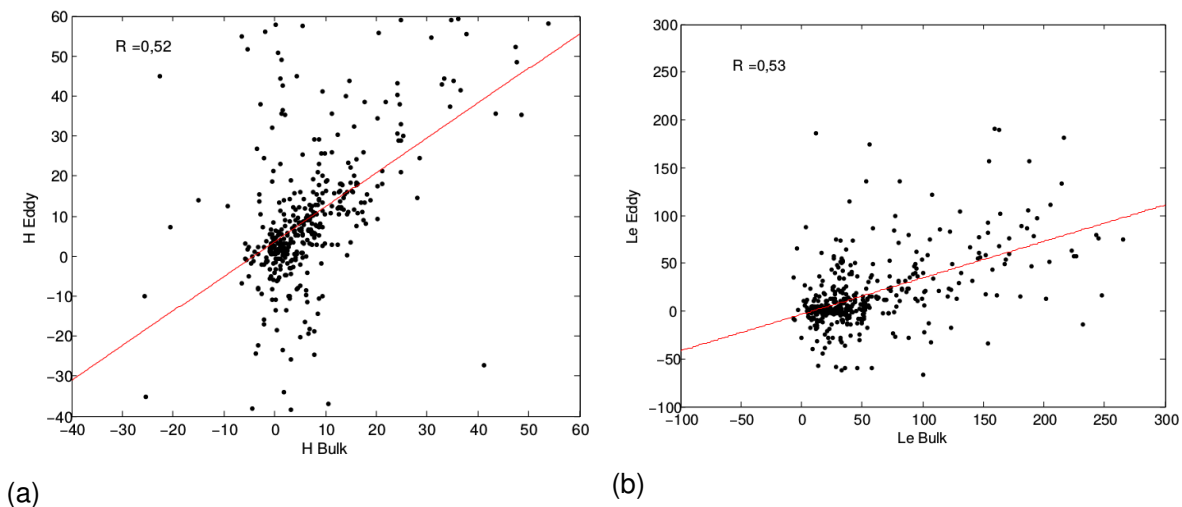 60
50
40
30
20
10
0
−10
−20
−30
−40
H Eddy
R =0,52
−40 −30 −20 −10 0 10 20 30 40 50 60
H Bulk
(a)
300
250
200
150
100
50
0
−50
−100
Le Eddy
R =0,53
−100 −50 0 50 100 150 200 250 300
Le Bulk
(b)